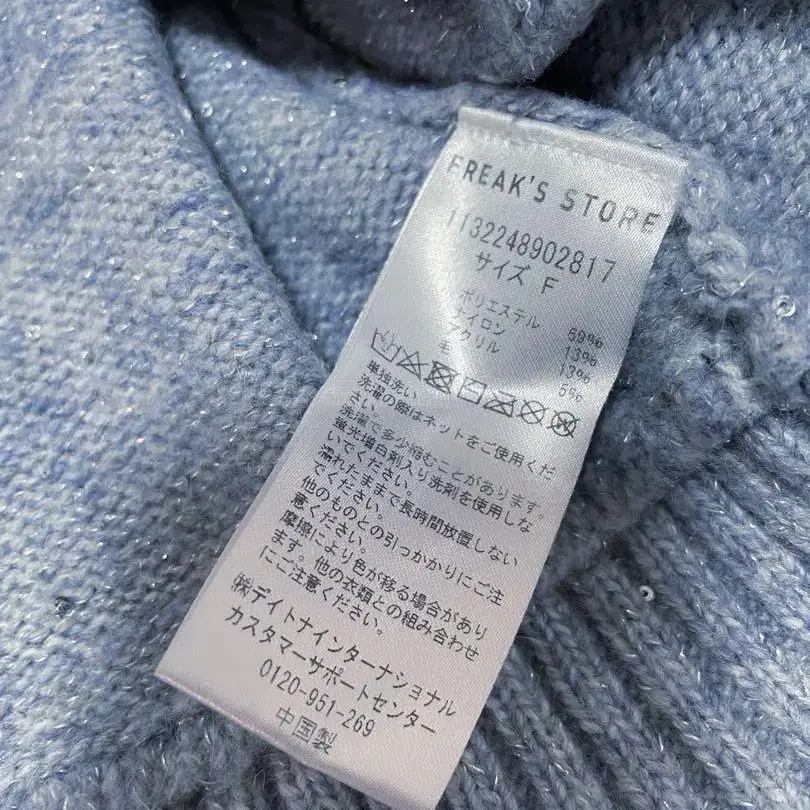 FREAK'S STORE
1132248902817
サイズ F
ポリエステル 69%
ナイロン 13%
アクリル 13%
毛 5%
単独洗い
洗濯の際はネットをご使用くだ
さい。
洗濯で多少縮むことがあります。
蛍光増白剤入り洗剤を使用しな
いでください。
濡れたままで長時間放置しない
でください。
他のものとの引っかかりにご注
意ください。
摩擦により色が移る場合があり
ます。他の衣類との組み合わせ
にご注意ください。
㈱デイトナインターナショナル
カスタマーサポートセンター
0120-951-269
中国製